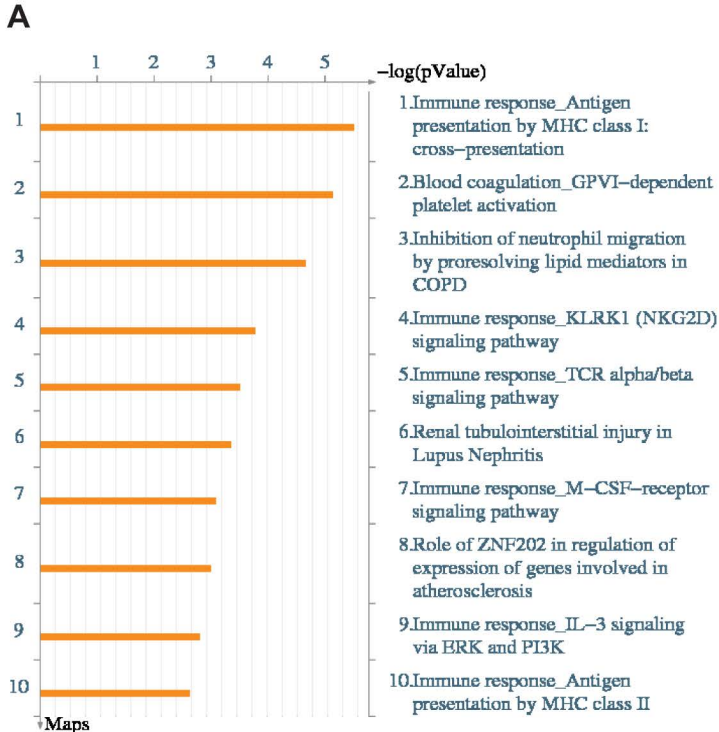 A
1 2 3 4 5
–log(pValue)
1
1.Immune response_Antigen
presentation by MHC class I:
cross–presentation
2
2.Blood coagulation_GPVI–dependent
platelet activation
3
3.Inhibition of neutrophil migration
by proresolving lipid mediators in
COPD
4
4.Immune response_KLRK1 (NKG2D)
signaling pathway
5
5.Immune response_TCR alpha/beta
signaling pathway
6
6.Renal tubulointerstitial injury in
Lupus Nephritis
7
7.Immune response_M–CSF–receptor
signaling pathway
8
8.Role of ZNF202 in regulation of
expression of genes involved in
atherosclerosis
9
9.Immune response_IL–3 signaling
via ERK and PI3K
10
10.Immune response_Antigen
presentation by MHC class II
Maps